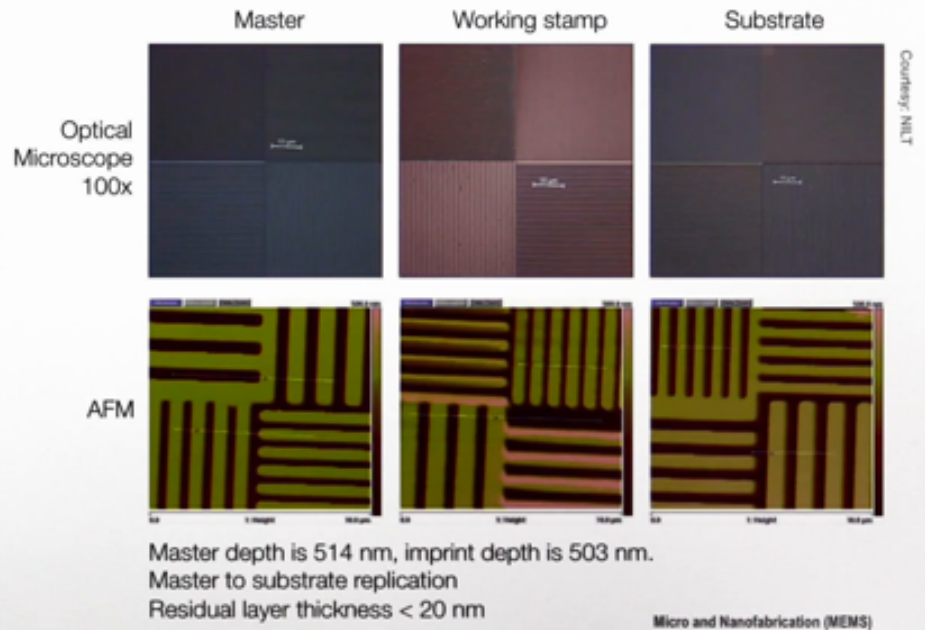 Master
Working stamp
Substrate
Courtesy: NILT
Optical
Microscope
100x
AFM
Master depth is 514 nm, imprint depth is 503 nm.
Master to substrate replication
Residual layer thickness < 20 nm
Micro and Nanofabrication (MEMS)